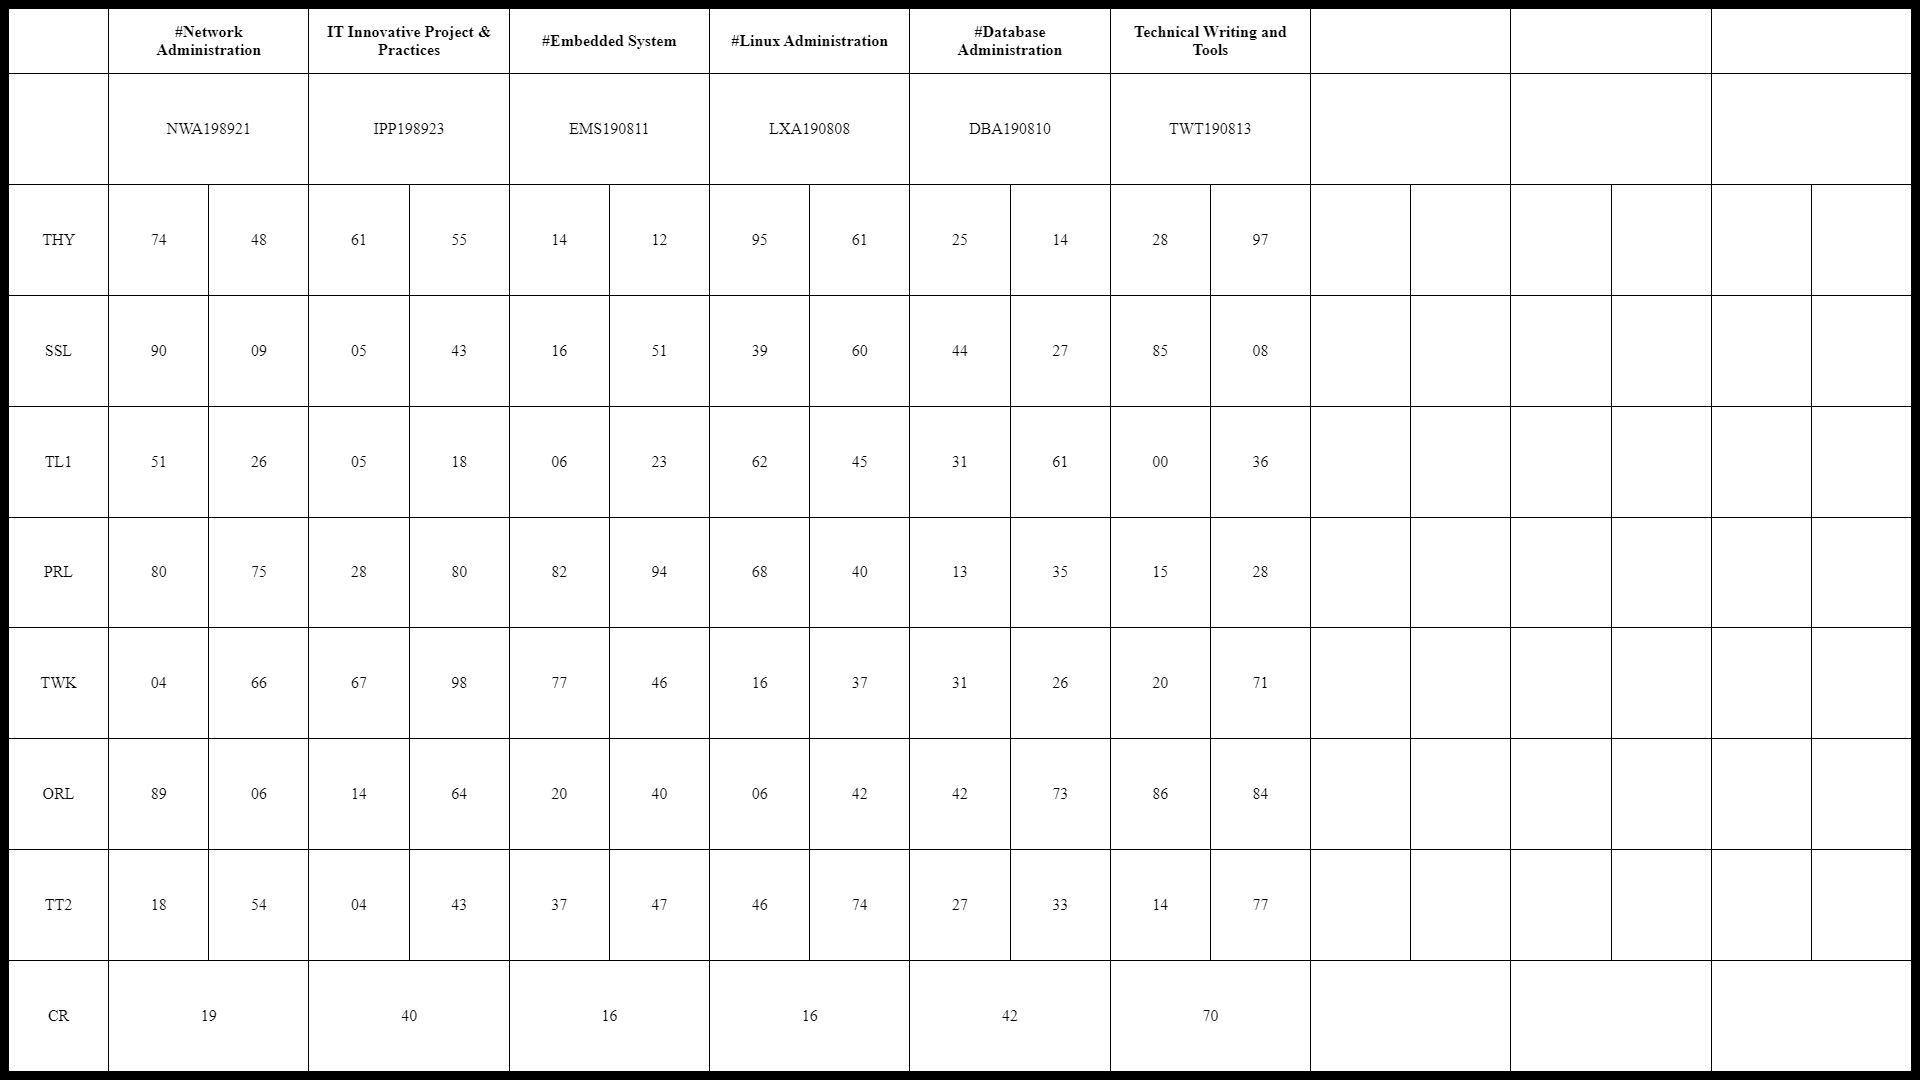 #Network
Administration
IT Innovative Project &
Practices
#Embedded System
#Linux Administration
#Database
Administration
Technical Writing and
Tools
NWA198921 IPP198923 EMS190811 LXA190808 DBA190810 TWT190813
THY 74 48 61 55 14 12 95 61 25 14 28 97
SSL 90 09 05 43 16 51 39 60 44 27 85 08
TL1 51 26 05 18 06 23 62 45 31 61 00 36
PRL 80 75 28 80 82 94 68 40 13 35 15 28
TWK 04 66 67 98 77 46 16 37 31 26 20 71
ORL 89 06 14 64 20 40 06 42 42 73 86 84
TT2 18 54 04 43 37 47 46 74 27 33 14 77
CR 19 40 16 16 42 70